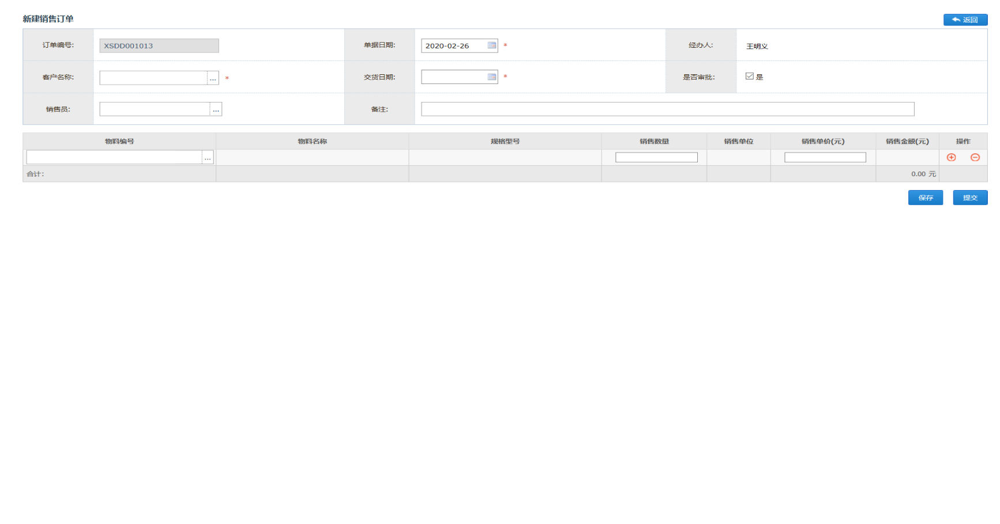 新建销售订单 返回
订单编号: XSDD001013 单据日期: 2020-02-26 * 经办人: 王明义
客户名称: ... * 交货日期: * 是否审批: 是
销售员: ... 备注:
物料编号 物料名称 规格型号 销售数量 销售单位 销售单价(元) 销售金额(元) 操作
...
合计: 0.00 元
保存 提交